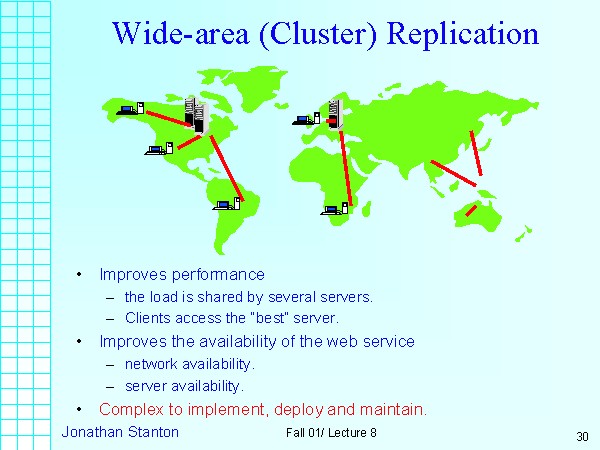 Wide-area (Cluster) Replication
• Improves performance
– the load is shared by several servers.
– Clients access the "best" server.
• Improves the availability of the web service
– network availability.
– server availability.
• Complex to implement, deploy and maintain.
Jonathan Stanton
Fall 01/ Lecture 8
30